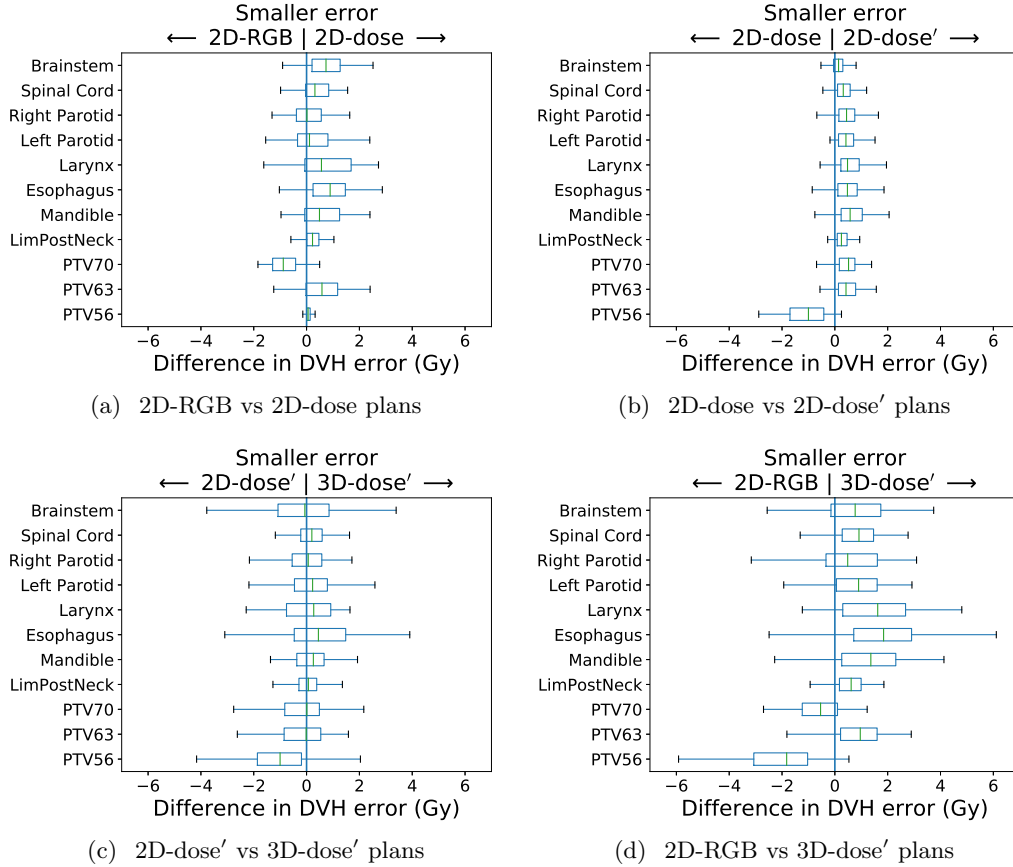 Smaller error
⟵ 2D-RGB | 2D-dose ⟶
Brainstem
Spinal Cord
Right Parotid
Left Parotid
Larynx
Esophagus
Mandible
LimPostNeck
PTV70
PTV63
PTV56
−6 −4 −2 0 2 4 6
Difference in DVH error (Gy)
(a) 2D-RGB vs 2D-dose plans
Smaller error
⟵ 2D-dose | 2D-dose′ ⟶
Brainstem
Spinal Cord
Right Parotid
Left Parotid
Larynx
Esophagus
Mandible
LimPostNeck
PTV70
PTV63
PTV56
−6 −4 −2 0 2 4 6
Difference in DVH error (Gy)
(b) 2D-dose vs 2D-dose′ plans
Smaller error
⟵ 2D-dose′ | 3D-dose′ ⟶
Brainstem
Spinal Cord
Right Parotid
Left Parotid
Larynx
Esophagus
Mandible
LimPostNeck
PTV70
PTV63
PTV56
−6 −4 −2 0 2 4 6
Difference in DVH error (Gy)
(c) 2D-dose′ vs 3D-dose′ plans
Smaller error
⟵ 2D-RGB | 3D-dose′ ⟶
Brainstem
Spinal Cord
Right Parotid
Left Parotid
Larynx
Esophagus
Mandible
LimPostNeck
PTV70
PTV63
PTV56
−6 −4 −2 0 2 4 6
Difference in DVH error (Gy)
(d) 2D-RGB vs 3D-dose′ plans